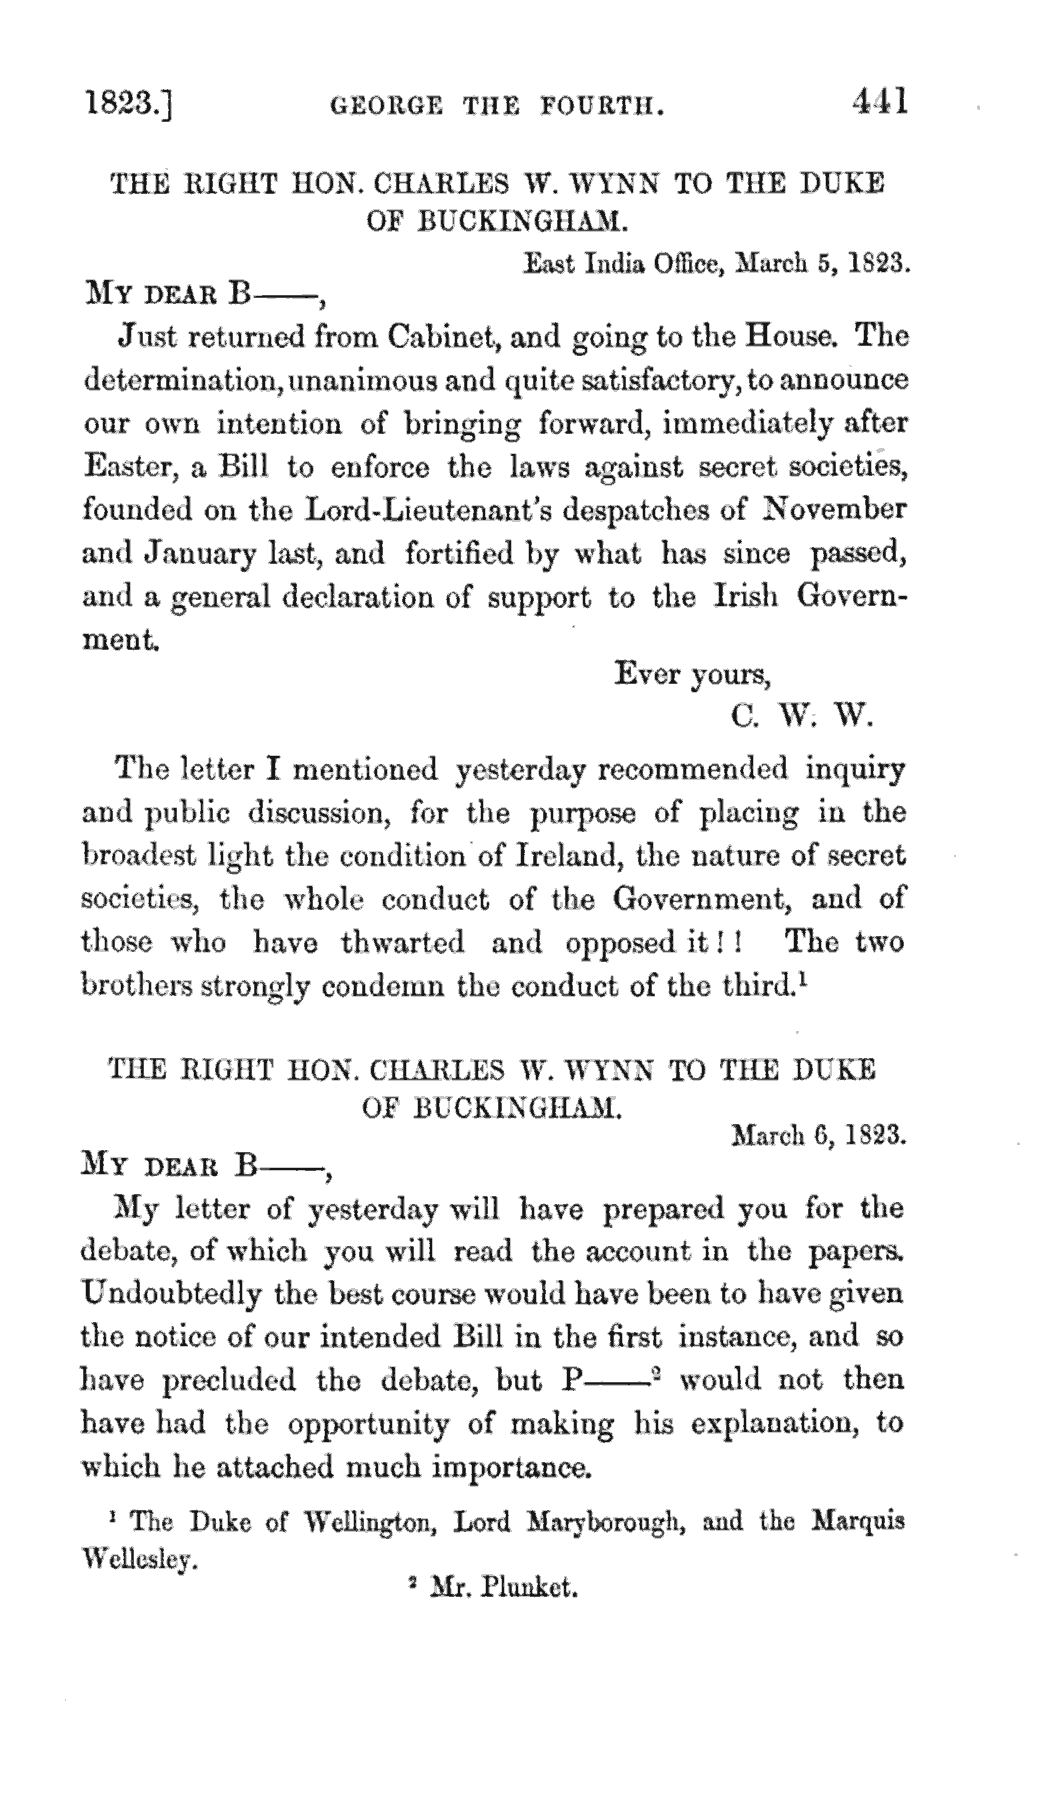 1823.] GEORGE THE FOURTH. 441
THE RIGHT HON. CHARLES W. WYNN TO THE DUKE
OF BUCKINGHAM.
East India Office, March 5, 1823.
MY DEAR B——,
Just returned from Cabinet, and going to the House. The
determination, unanimous and quite satisfactory, to announce
our own intention of bringing forward, immediately after
Easter, a Bill to enforce the laws against secret societies,
founded on the Lord-Lieutenant's despatches of November
and January last, and fortified by what has since passed,
and a general declaration of support to the Irish Govern-
ment.
Ever yours,
C. W. W.
The letter I mentioned yesterday recommended inquiry
and public discussion, for the purpose of placing in the
broadest light the condition of Ireland, the nature of secret
societies, the whole conduct of the Government, and of
those who have thwarted and opposed it!! The two
brothers strongly condemn the conduct of the third.¹
THE RIGHT HON. CHARLES W. WYNN TO THE DUKE
OF BUCKINGHAM.
March 6, 1823.
MY DEAR B——,
My letter of yesterday will have prepared you for the
debate, of which you will read the account in the papers.
Undoubtedly the best course would have been to have given
the notice of our intended Bill in the first instance, and so
have precluded the debate, but P——² would not then
have had the opportunity of making his explanation, to
which he attached much importance.
¹ The Duke of Wellington, Lord Maryborough, and the Marquis
Wellesley.
² Mr. Plunket.